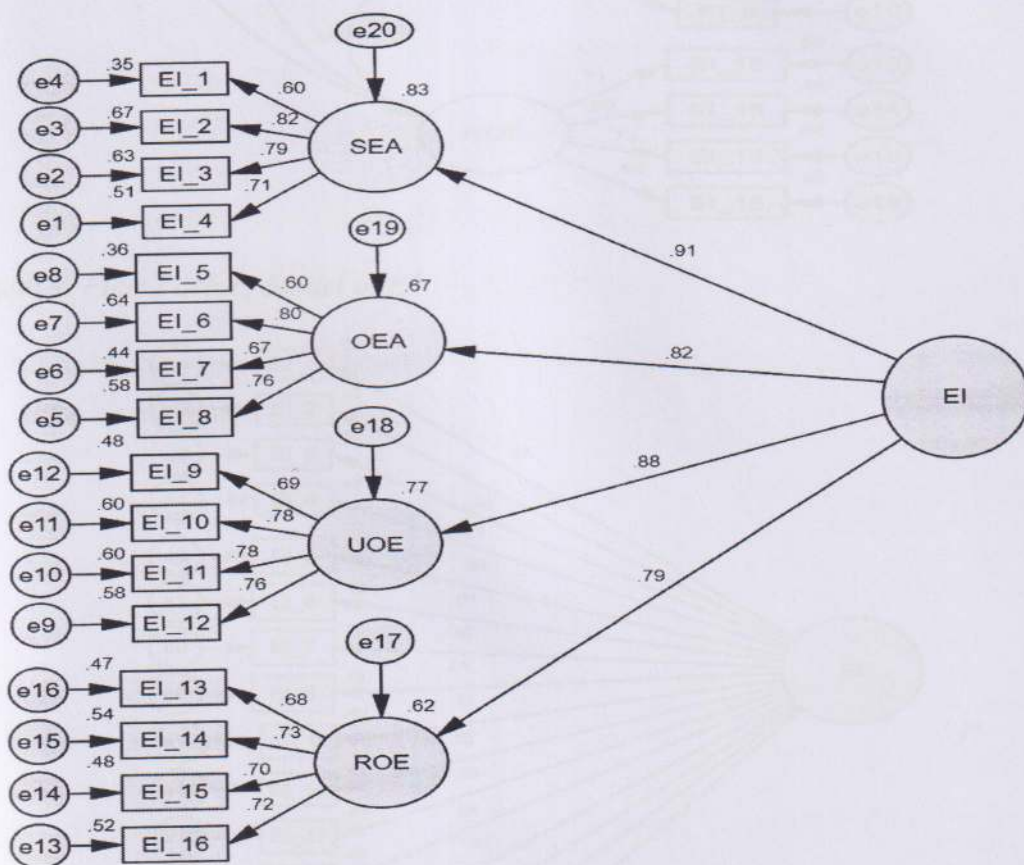 e20
e4 .35 EI_1 .60 .83
e3 .67 EI_2 .82 SEA
e2 .63 EI_3 .79
e1 .51 EI_4 .71
e19 .91
e8 .36 EI_5 .60 .67
e7 .64 EI_6 .80 OEA .82
e6 .44 EI_7 .67 EI
e5 .58 EI_8 .76
e18 .88
e12 .48 EI_9 .69 .77
e11 .60 EI_10 .78 UOE
e10 .60 EI_11 .78 .79
e9 .58 EI_12 .76
e17
e16 .47 EI_13 .68 .62
e15 .54 EI_14 .73 ROE
e14 .48 EI_15 .70
e13 .52 EI_16 .72